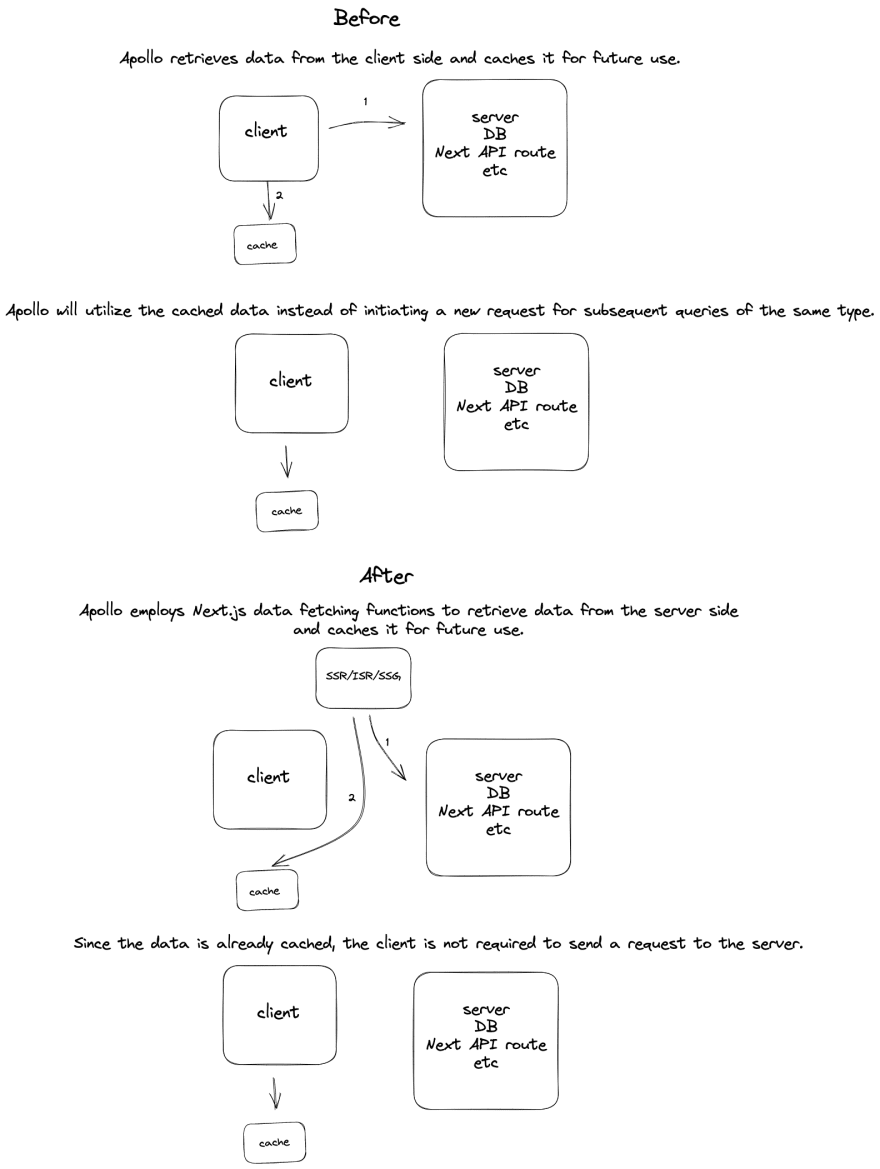 Before
Apollo retrieves data from the client side and caches it for future use.
1
client
server
DB
Next API route
etc
2
cache
Apollo will utilize the cached data instead of initiating a new request for subsequent queries of the same type.
client
server
DB
Next API route
etc
cache
After
Apollo employs Next.js data fetching functions to retrieve data from the server side
and caches it for future use.
SSR/ISR/SSG,
1
client
server
DB
Next API route
etc
2
cache
Since the data is already cached, the client is not required to send a request to the server.
client
server
DB
Next API route
etc
cache